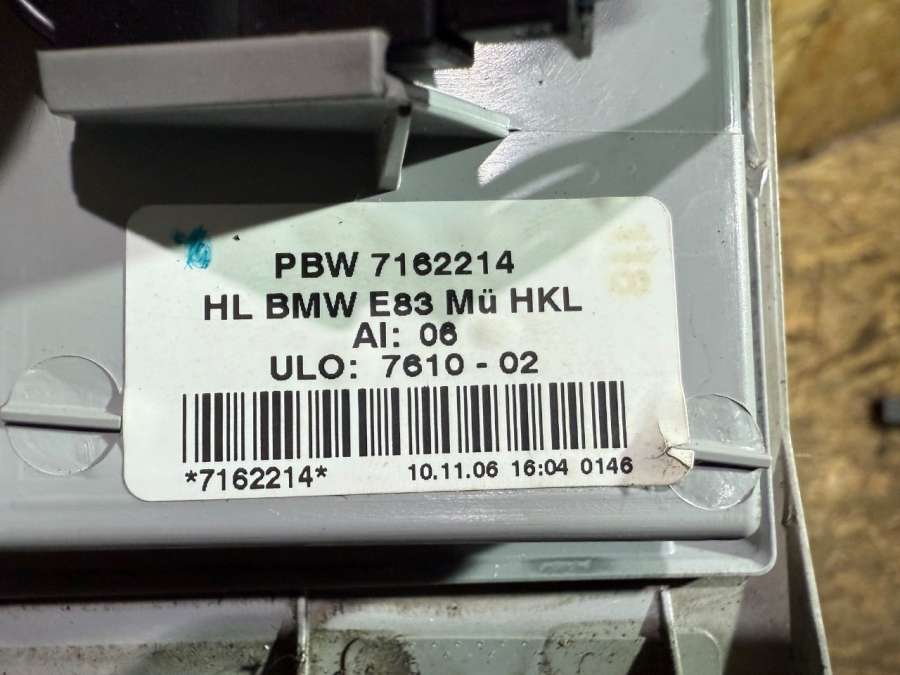 PBW 7162214
HL BMW E83 Mü HKL
AI: 06
ULO: 7610 - 02
*7162214* 10.11.06 16:04 0146